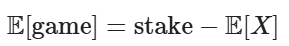 𝔼[game] = stake − 𝔼[X]